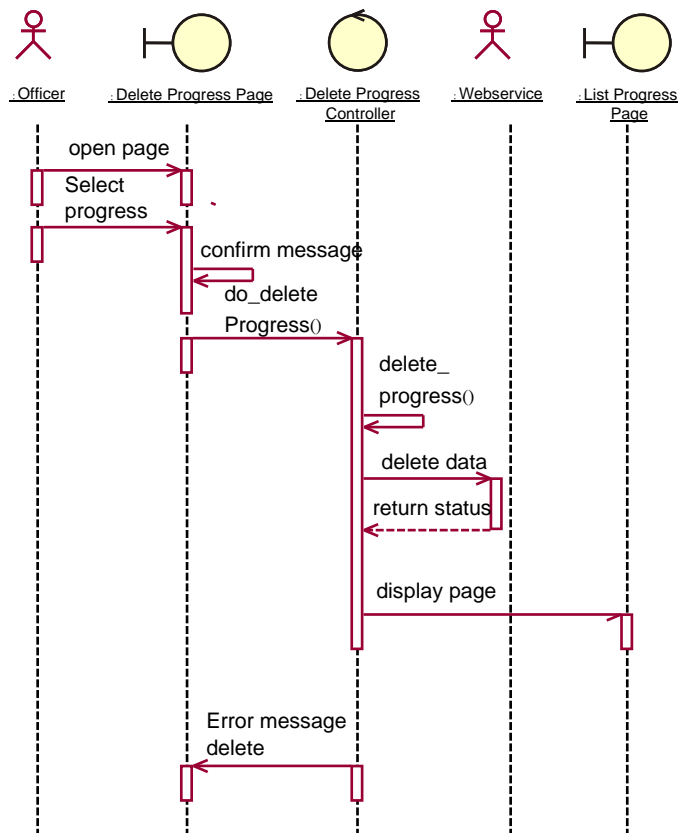 : Officer
: Delete Progress Page
: Delete Progress
Controller
: Webservice
: List Progress
Page
open page
Select
progress
confirm message
do_delete
Progress()
delete_
progress()
delete data
return status
display page
Error message
delete